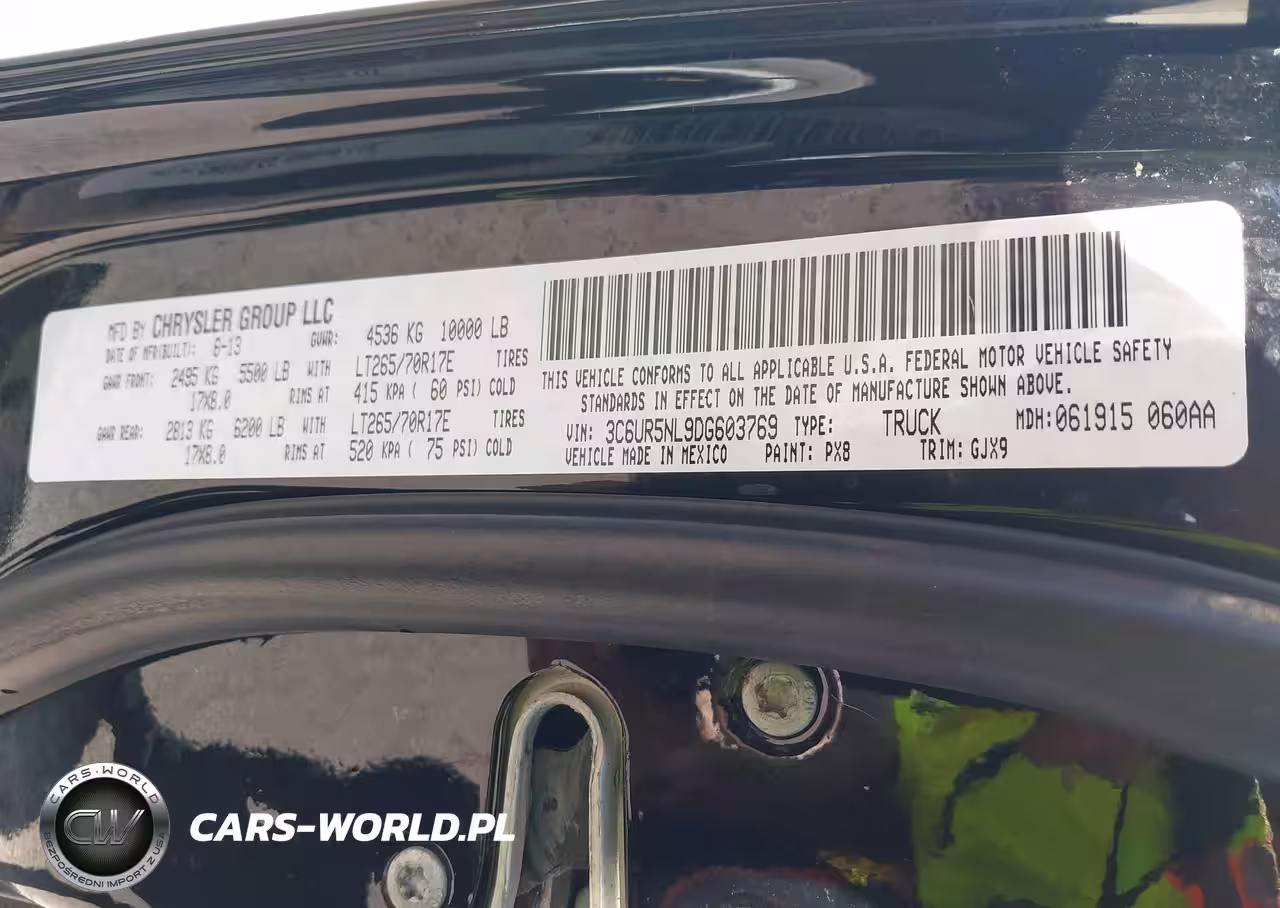 MFD BY CHRYSLER GROUP LLC
DATE OF MFR(BUILT): 6-13 GVWR: 4536 KG 10000 LB
GAWR FRONT: 2495 KG 5500 LB WITH LT265/70R17E TIRES
17X8.0 RIMS AT 415 KPA ( 60 PSI) COLD
GAWR REAR: 2813 KG 6200 LB WITH LT265/70R17E TIRES
17X8.0 RIMS AT 520 KPA ( 75 PSI) COLD
THIS VEHICLE CONFORMS TO ALL APPLICABLE U.S.A. FEDERAL MOTOR VEHICLE SAFETY
STANDARDS IN EFFECT ON THE DATE OF MANUFACTURE SHOWN ABOVE.
VIN: 3C6UR5NL9DG603769 TYPE: TRUCK MDH:061915 060AA
VEHICLE MADE IN MEXICO PAINT: PX8 TRIM: GJX9
CARS-WORLD
CW
BEZPOŚREDNI IMPORT Z USA
CARS-WORLD.PL